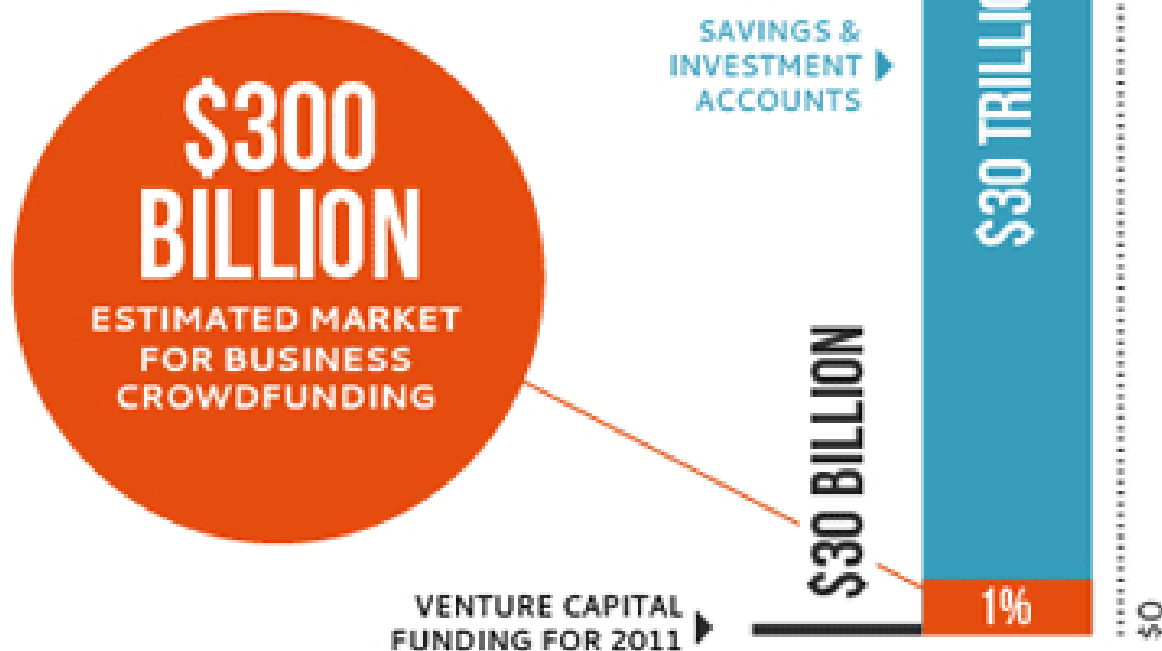 $300
BILLION
ESTIMATED MARKET
FOR BUSINESS
CROWDFUNDING
SAVINGS &
INVESTMENT
ACCOUNTS
$30
$30 BILLION
VENTURE CAPITAL
FUNDING FOR 2011
1%
$0